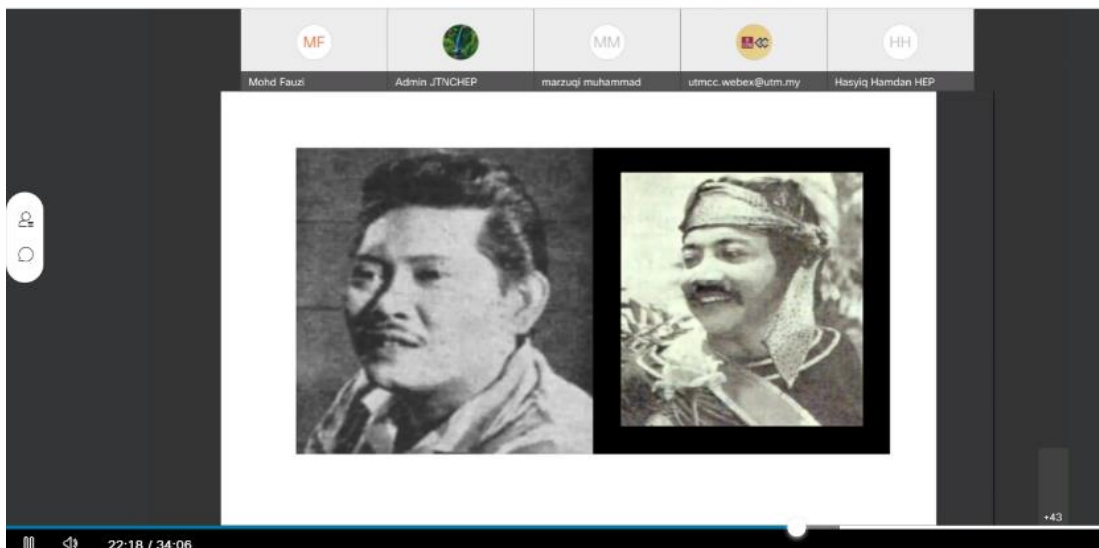 MF
MM
HH
Mohd Fauzi
Admin JTNCHEP
marzuqi muhammad
utmcc.webex@utm.my
Hasyiq Hamdan HEP
+43
22:18 / 34:06